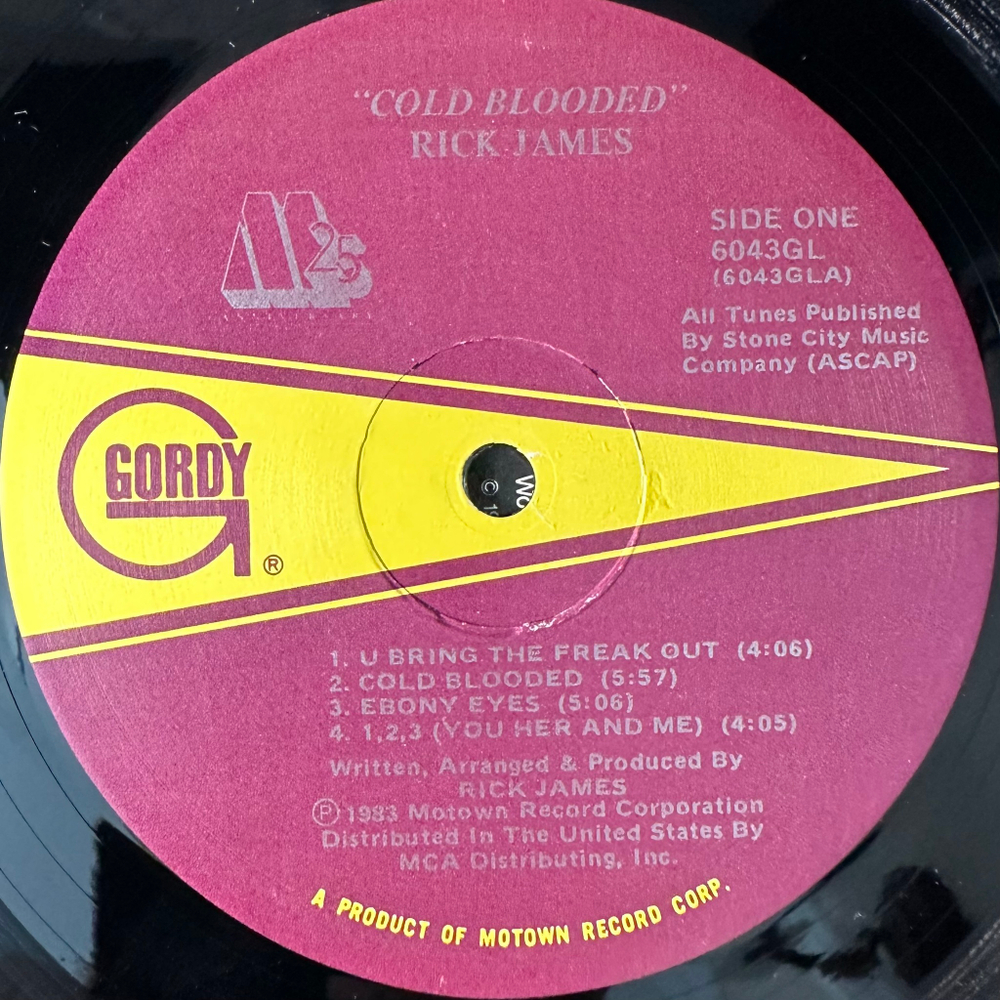 “COLD BLOODED”
RICK JAMES
M25
SIDE ONE
6043GL
(6043GLA)
All Tunes Published
By Stone City Music
Company (ASCAP)
GORDY
®
1. U BRING THE FREAK OUT (4:06)
2. COLD BLOODED (5:57)
3. EBONY EYES (5:06)
4. 1,2,3 (YOU HER AND ME) (4:05)
Written, Arranged & Produced By
RICK JAMES
Ⓟ1983 Motown Record Corporation
Distributed In The United States By
MCA Distributing, Inc.
A PRODUCT OF MOTOWN RECORD CORP.